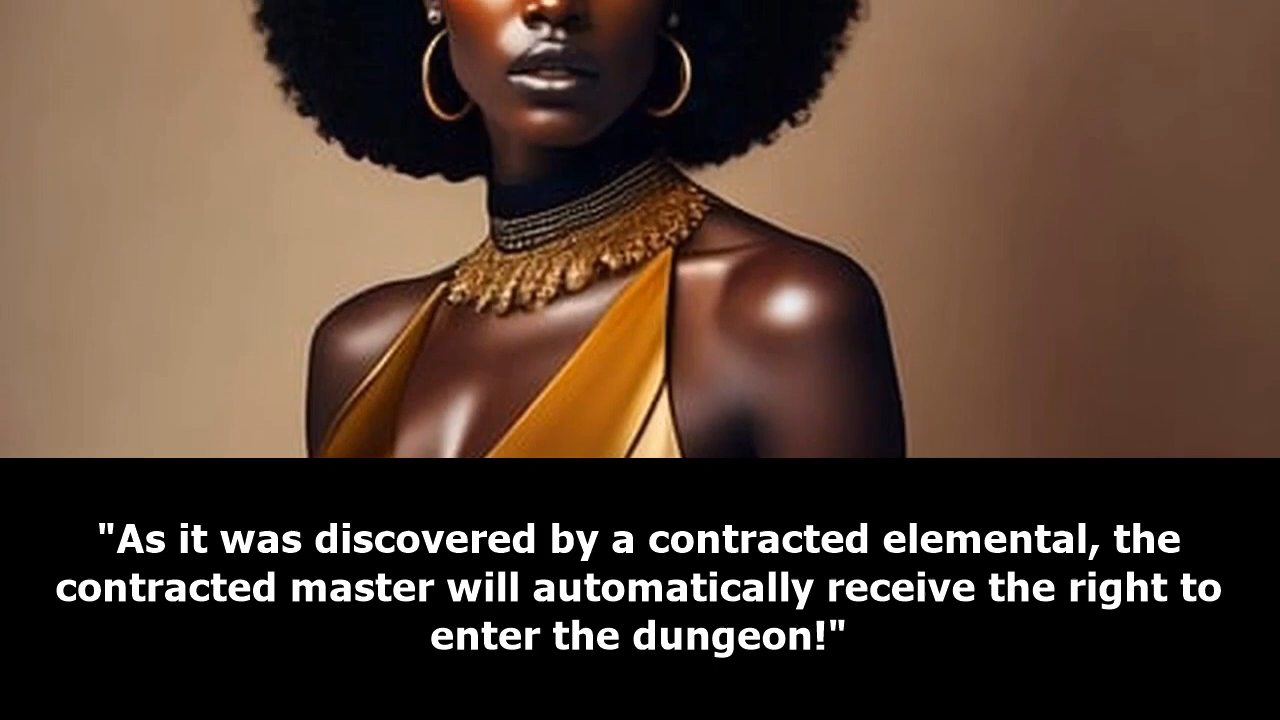 "As it was discovered by a contracted elemental, the
contracted master will automatically receive the right to
enter the dungeon!"